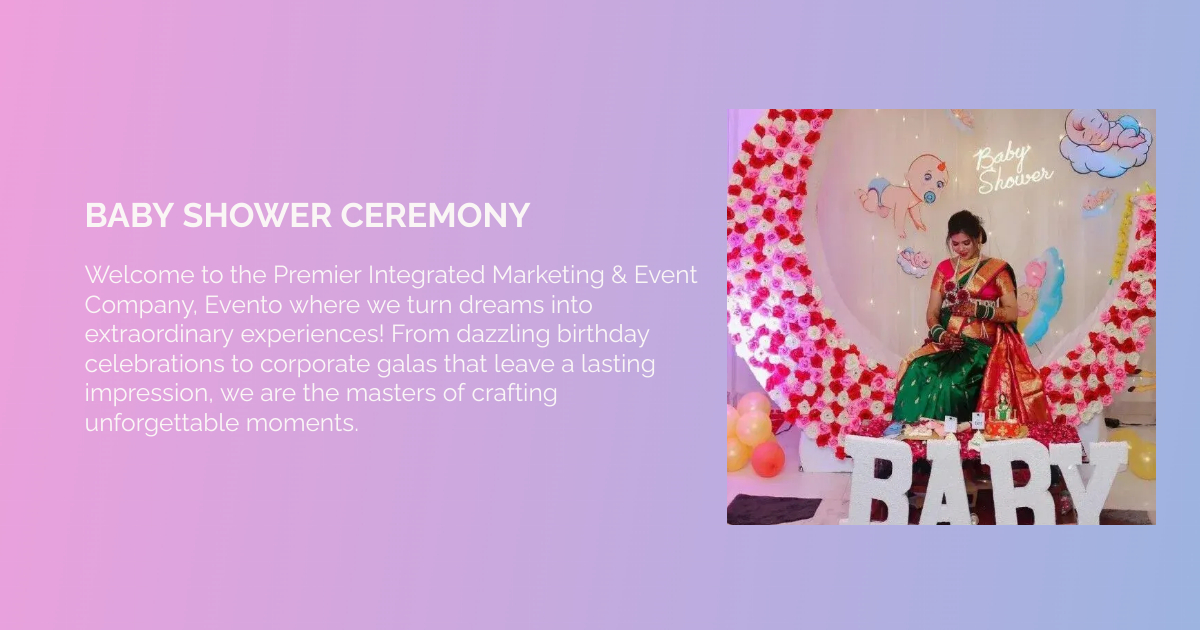 BABY SHOWER CEREMONY
Welcome to the Premier Integrated Marketing & Event
Company, Evento where we turn dreams into
extraordinary experiences! From dazzling birthday
celebrations to corporate galas that leave a lasting
impression, we are the masters of crafting
unforgettable moments.
Baby
Shower
BABY